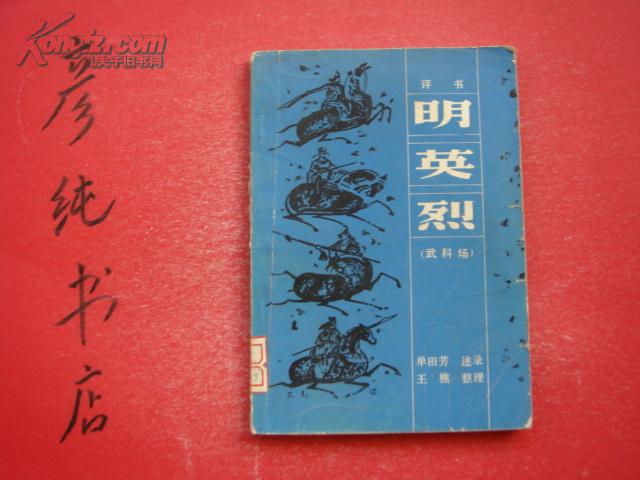 Kongfz.com
孔夫子旧书网
彦纯书店
评书
明英烈
（武科场）
单田芳 述录
王樵 整理